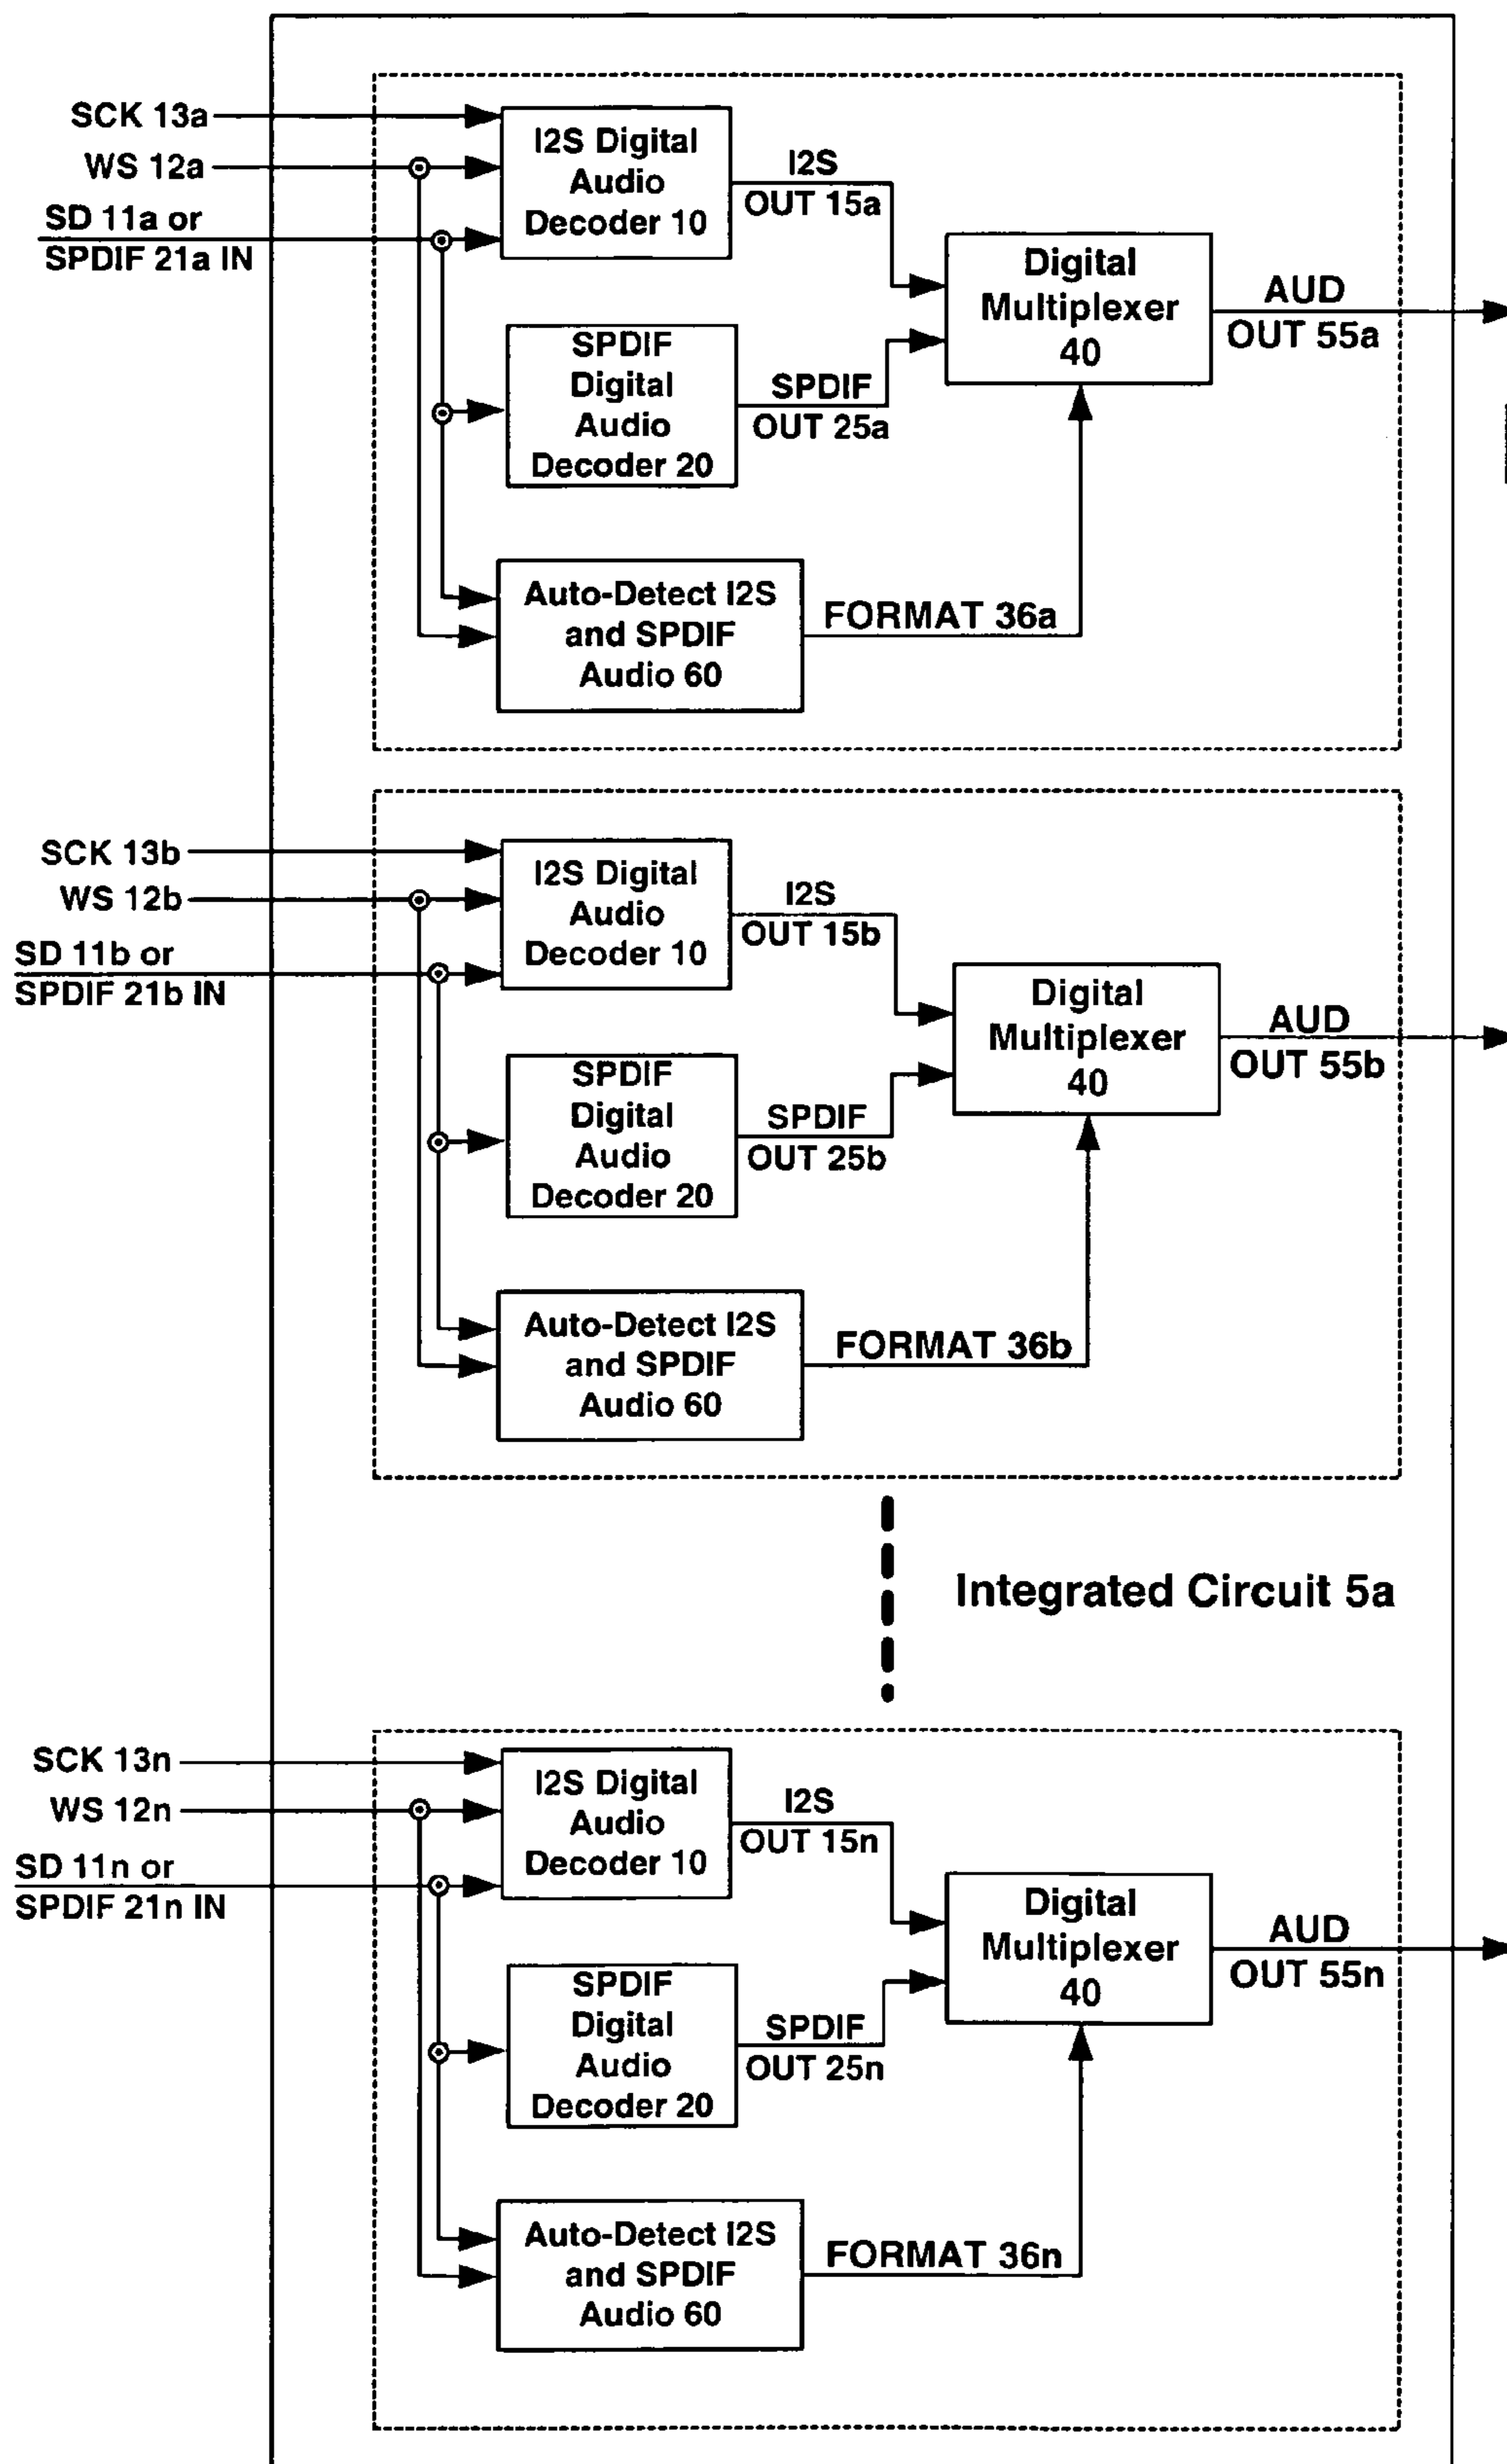 SCK 13a
WS 12a
SD 11a or
SPDIF 21a IN
I2S Digital
Audio
Decoder 10
I2S
OUT 15a
SPDIF
Digital
Audio
Decoder 20
SPDIF
OUT 25a
Digital
Multiplexer
40
AUD
OUT 55a
Auto-Detect I2S
and SPDIF
Audio 60
FORMAT 36a
SCK 13b
WS 12b
SD 11b or
SPDIF 21b IN
I2S Digital
Audio
Decoder 10
I2S
OUT 15b
SPDIF
Digital
Audio
Decoder 20
SPDIF
OUT 25b
Digital
Multiplexer
40
AUD
OUT 55b
Auto-Detect I2S
and SPDIF
Audio 60
FORMAT 36b
Integrated Circuit 5a
SCK 13n
WS 12n
SD 11n or
SPDIF 21n IN
I2S Digital
Audio
Decoder 10
I2S
OUT 15n
SPDIF
Digital
Audio
Decoder 20
SPDIF
OUT 25n
Digital
Multiplexer
40
AUD
OUT 55n
Auto-Detect I2S
and SPDIF
Audio 60
FORMAT 36n